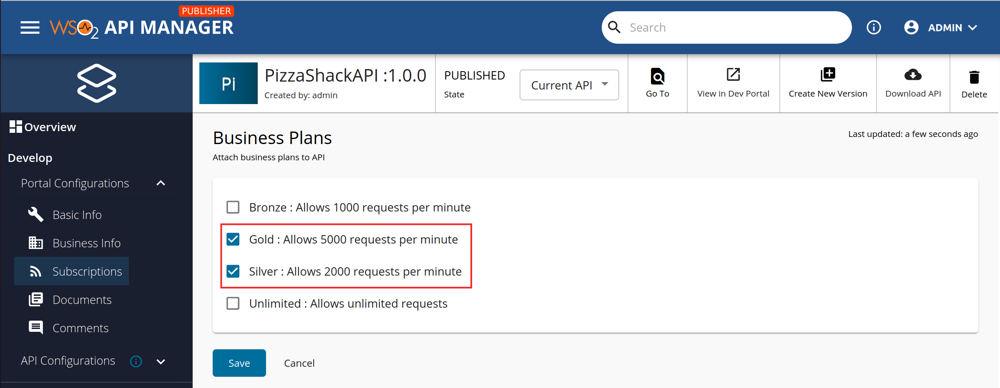 PUBLISHER
WSO2 API MANAGER
Search
ADMIN
Pi
PizzaShackAPI :1.0.0
Created by: admin
PUBLISHED
State
Current API
Go To
View in Dev Portal
Create New Version
Download API
Delete
Overview
Develop
Portal Configurations
Basic Info
Business Info
Subscriptions
Documents
Comments
API Configurations
Business Plans
Last updated: a few seconds ago
Attach business plans to API
Bronze : Allows 1000 requests per minute
Gold : Allows 5000 requests per minute
Silver : Allows 2000 requests per minute
Unlimited : Allows unlimited requests
Save
Cancel